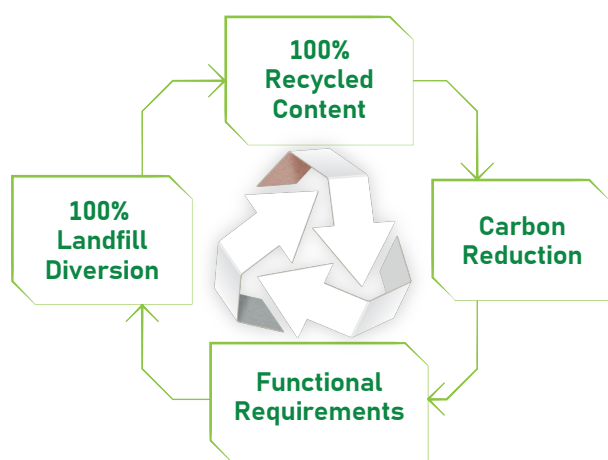 100%
Recycled
Content
Carbon
Reduction
Functional
Requirements
100%
Landfill
Diversion